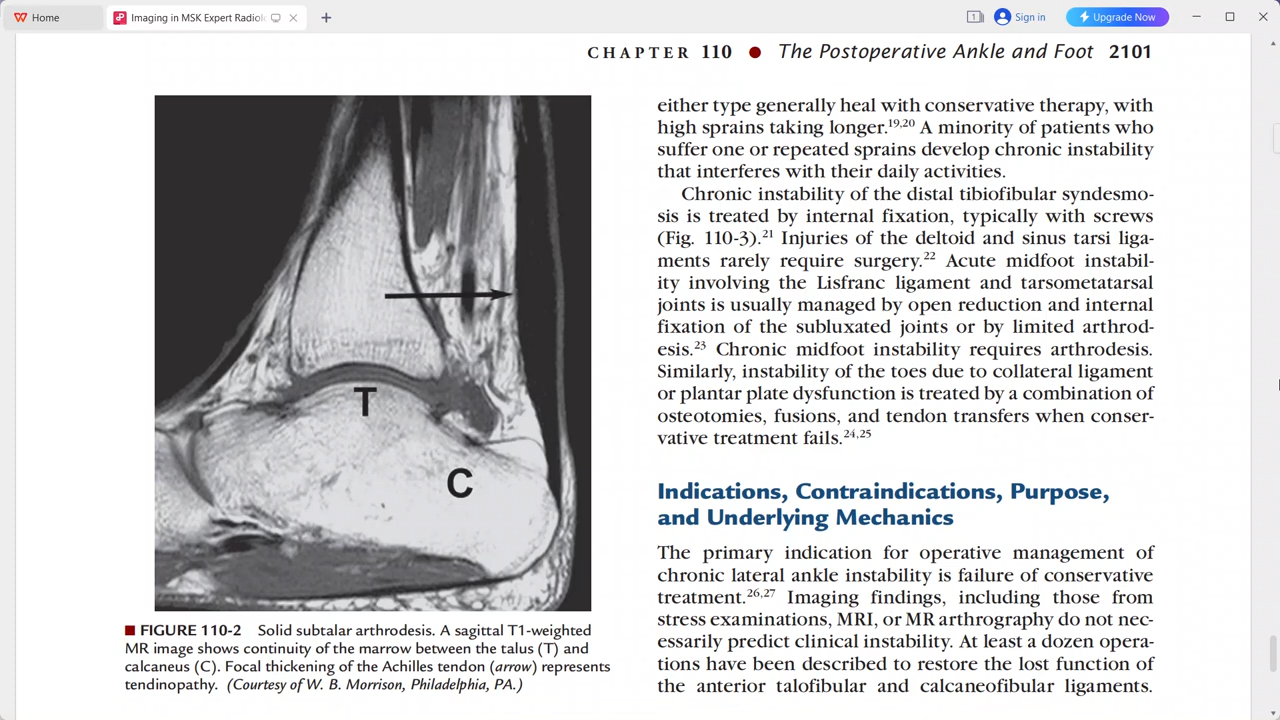 Home
Imaging in MSK Expert Radiol
1
Sign in
Upgrade Now
CHAPTER 110 ● The Postoperative Ankle and Foot 2101
T
C
■ FIGURE 110-2 Solid subtalar arthrodesis. A sagittal T1-weighted
MR image shows continuity of the marrow between the talus (T) and
calcaneus (C). Focal thickening of the Achilles tendon (arrow) represents
tendinopathy. (Courtesy of W. B. Morrison, Philadelphia, PA.)
either type generally heal with conservative therapy, with
high sprains taking longer.19,20 A minority of patients who
suffer one or repeated sprains develop chronic instability
that interferes with their daily activities.
Chronic instability of the distal tibiofibular syndesmo-
sis is treated by internal fixation, typically with screws
(Fig. 110-3).21 Injuries of the deltoid and sinus tarsi liga-
ments rarely require surgery.22 Acute midfoot instabil-
ity involving the Lisfranc ligament and tarsometatarsal
joints is usually managed by open reduction and internal
fixation of the subluxated joints or by limited arthrod-
esis.23 Chronic midfoot instability requires arthrodesis.
Similarly, instability of the toes due to collateral ligament
or plantar plate dysfunction is treated by a combination of
osteotomies, fusions, and tendon transfers when conser-
vative treatment fails.24,25
Indications, Contraindications, Purpose,
and Underlying Mechanics
The primary indication for operative management of
chronic lateral ankle instability is failure of conservative
treatment.26,27 Imaging findings, including those from
stress examinations, MRI, or MR arthrography do not nec-
essarily predict clinical instability. At least a dozen opera-
tions have been described to restore the lost function of
the anterior talofibular and calcaneofibular ligaments.